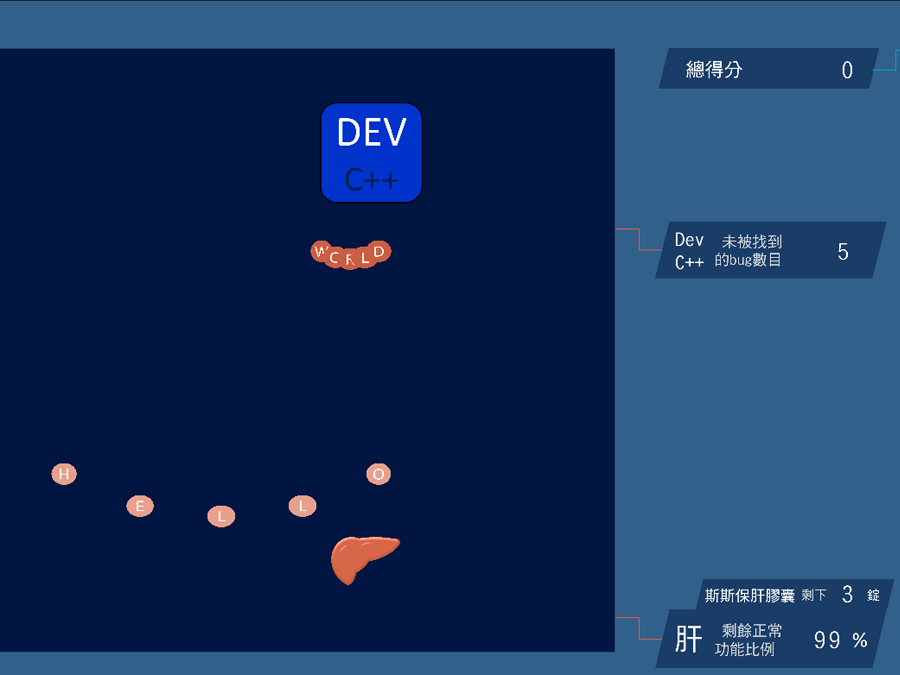 總得分 0
DEV
C++
WORLD
Dev C++ 未被找到的bug數目 5
H E L L O
斯斯保肝膠囊 剩下 3 錠
肝 剩餘正常功能比例 99 %